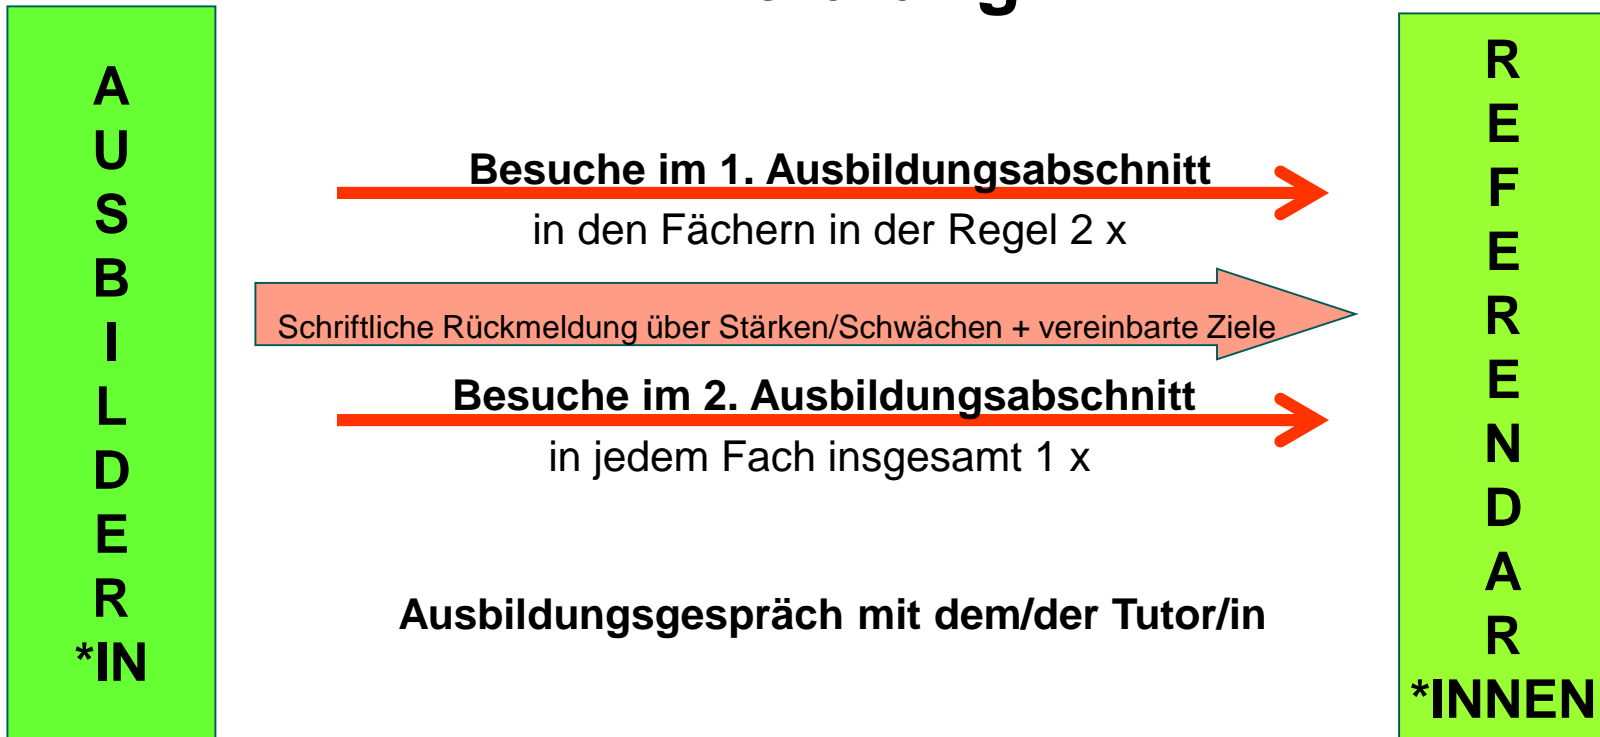 AUSBILDER
*IN
Besuche im 1. Ausbildungsabschnitt
in den Fächern in der Regel 2 x
Schriftliche Rückmeldung über Stärken/Schwächen + vereinbarte Ziele
Besuche im 2. Ausbildungsabschnitt
in jedem Fach insgesamt 1 x
Ausbildungsgespräch mit dem/der Tutor/in
REFERENDAR
*INNEN